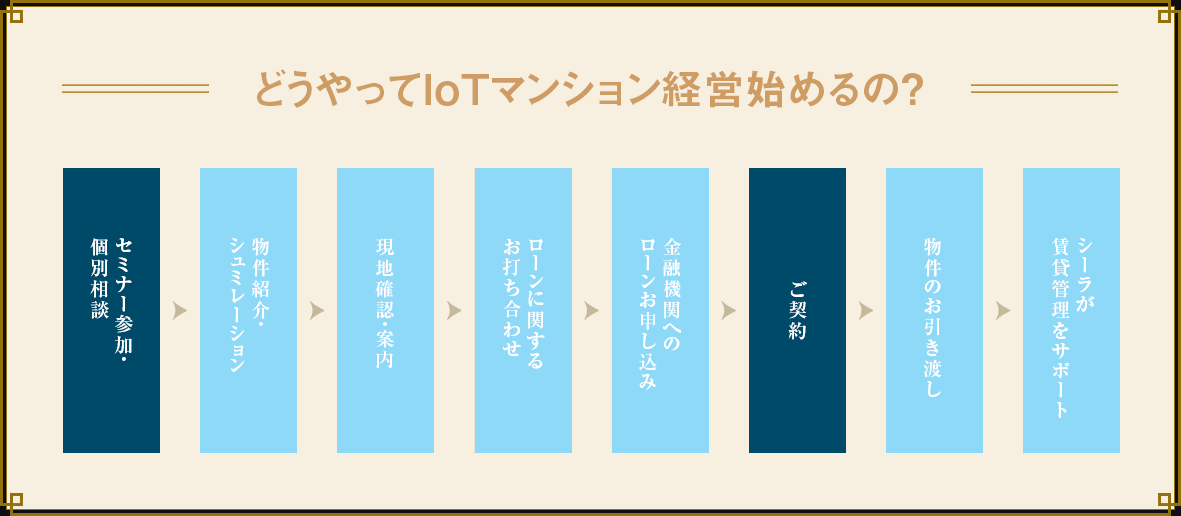 どうやってIoTマンション経営始めるの?
セミナー参加・
個別相談
物件紹介・
シュミレーション
現地確認・案内
ローンに関する
お打ち合わせ
金融機関への
ローンお申し込み
ご契約
物件のお引き渡し
シーラが
賃貸管理をサポート